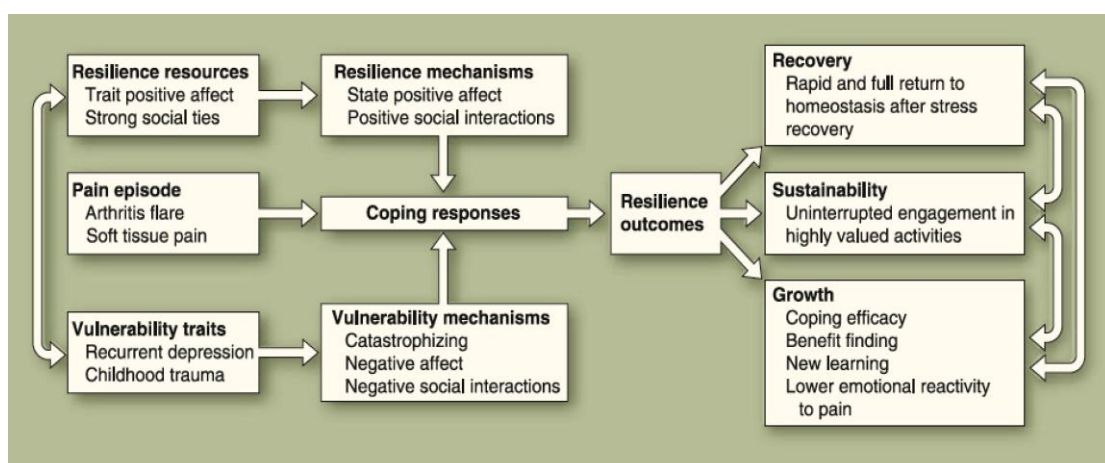 Resilience resources
Trait positive affect
Strong social ties
Resilience mechanisms
State positive affect
Positive social interactions
Pain episode
Arthritis flare
Soft tissue pain
Coping responses
Vulnerability traits
Recurrent depression
Childhood trauma
Vulnerability mechanisms
Catastrophizing
Negative affect
Negative social interactions
Resilience
outcomes
Recovery
Rapid and full return to
homeostasis after stress
recovery
Sustainability
Uninterrupted engagement in
highly valued activities
Growth
Coping efficacy
Benefit finding
New learning
Lower emotional reactivity
to pain